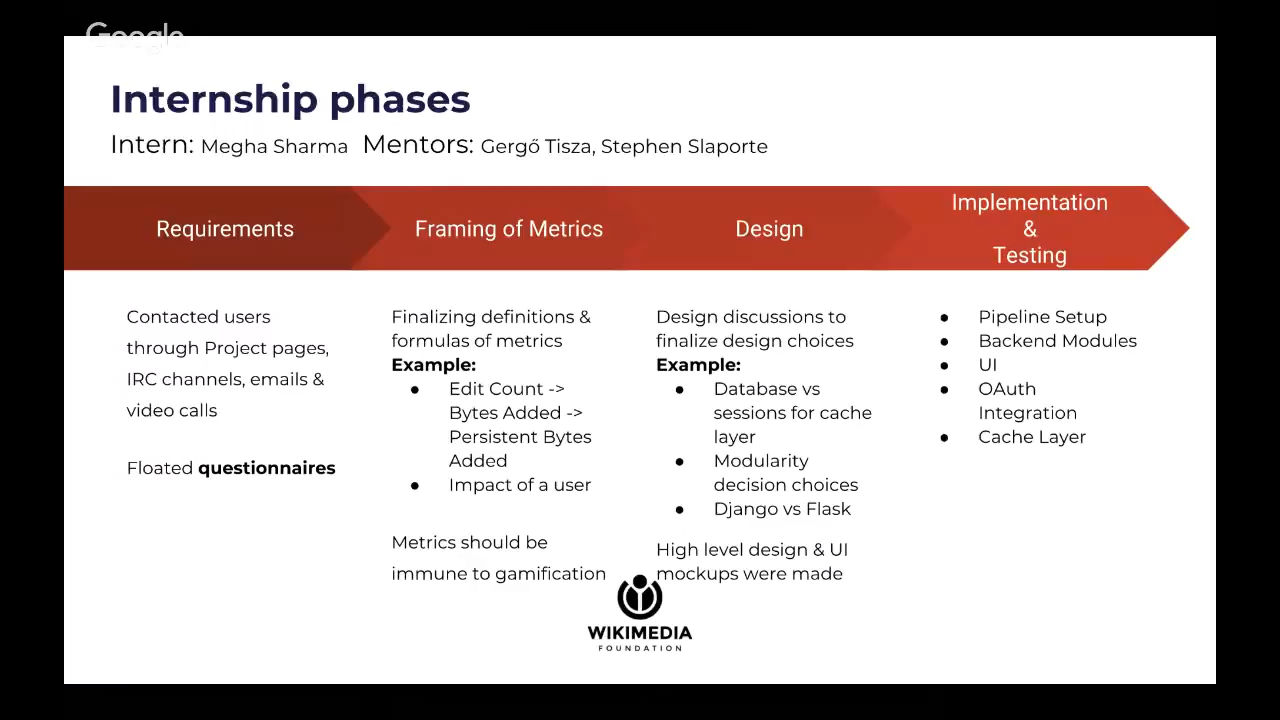 Google
Internship phases
Intern: Megha Sharma Mentors: Gergő Tisza, Stephen Slaporte
Requirements
Framing of Metrics
Design
Implementation
&
Testing
Contacted users
through Project pages,
IRC channels, emails &
video calls
Floated questionnaires
Finalizing definitions &
formulas of metrics
Example:
● Edit Count ->
Bytes Added ->
Persistent Bytes
Added
● Impact of a user
Metrics should be
immune to gamification
Design discussions to
finalize design choices
Example:
● Database vs
sessions for cache
layer
● Modularity
decision choices
● Django vs Flask
High level design & UI
mockups were made
● Pipeline Setup
● Backend Modules
● UI
● OAuth
Integration
● Cache Layer
WIKIMEDIA
FOUNDATION